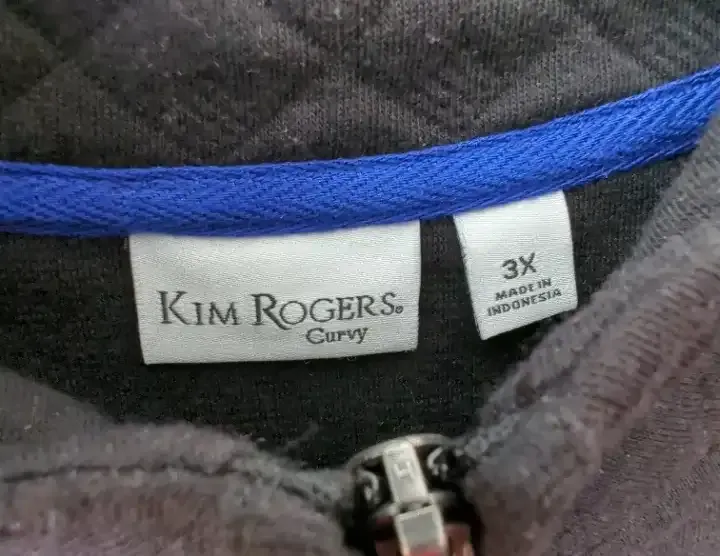 KIM ROGERS®
Curvy
3X
MADE IN
INDONESIA